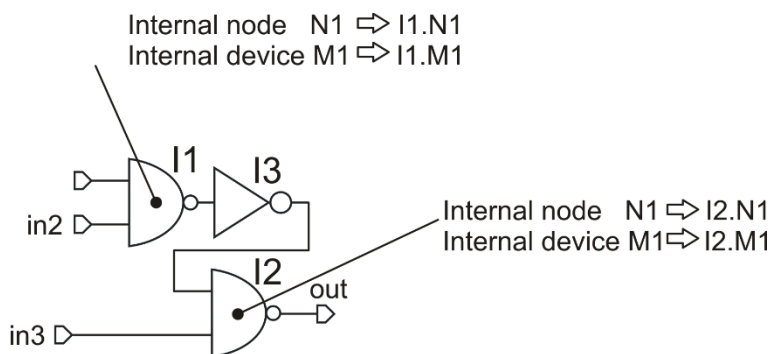 Internal node N1 ⇨ I1.N1
Internal device M1 ⇨ I1.M1
I1
I3
in2
Internal node N1 ⇨ I2.N1
Internal device M1 ⇨ I2.M1
I2
out
in3